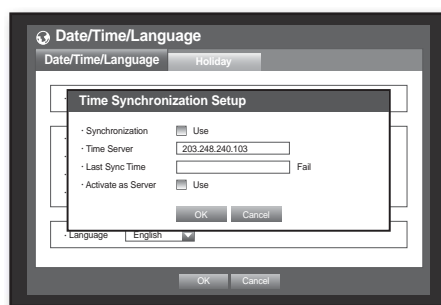 Date/Time/Language
Date/Time/Language Holiday
Time Synchronization Setup
· Synchronization Use
· Time Server 203.248.240.103
· Last Sync Time Fail
· Activate as Server Use
OK Cancel
· Language English
OK Cancel